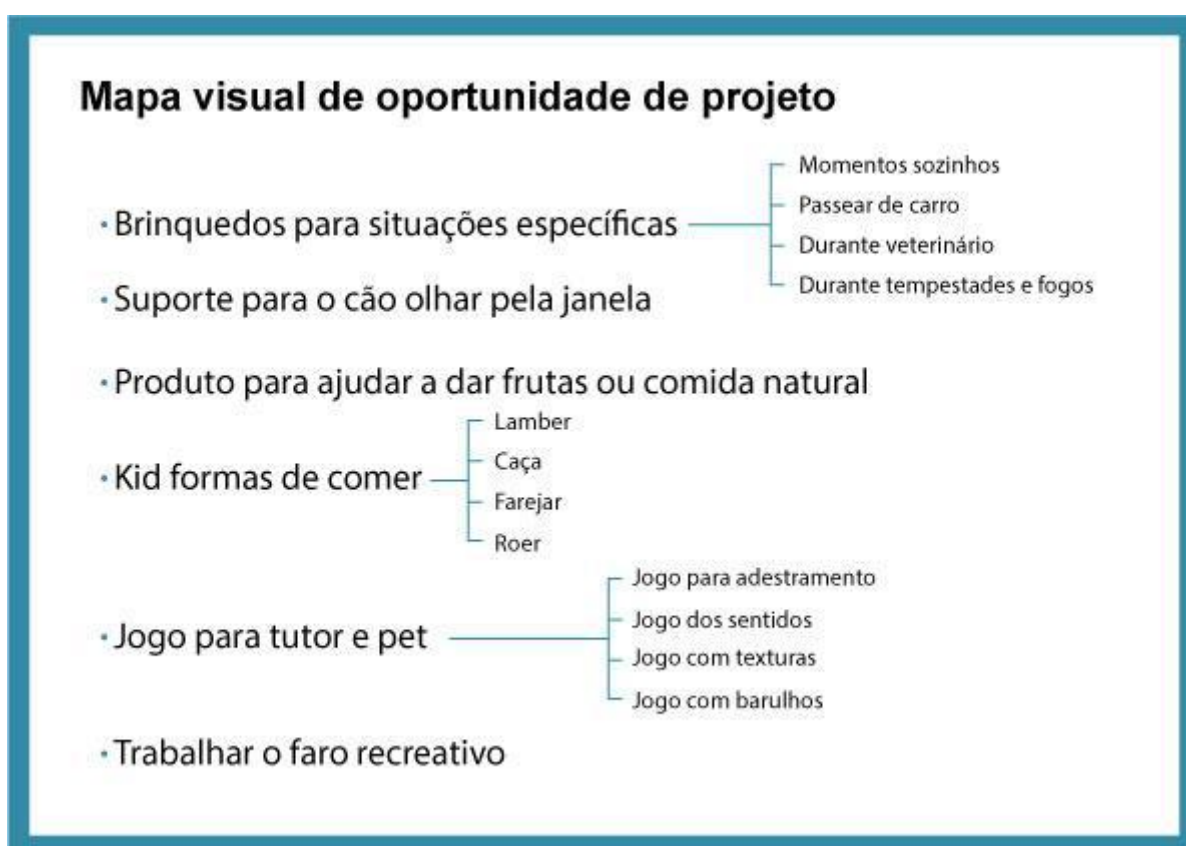 Mapa visual de oportunidade de projeto
· Brinquedos para situações específicas
Momentos sozinhos
Passear de carro
Durante veterinário
Durante tempestades e fogos
· Suporte para o cão olhar pela janela
· Produto para ajudar a dar frutas ou comida natural
· Kid formas de comer
Lamber
Caça
Farejar
Roer
· Jogo para tutor e pet
Jogo para adestramento
Jogo dos sentidos
Jogo com texturas
Jogo com barulhos
· Trabalhar o faro recreativo